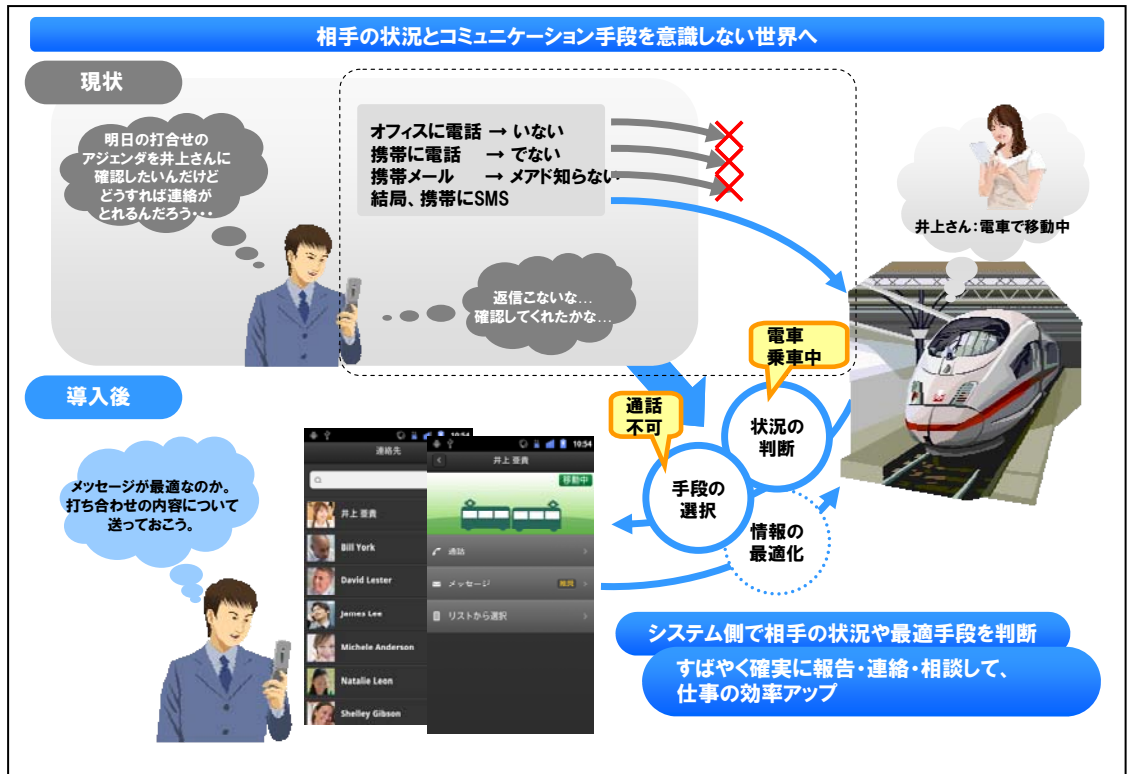 相手の状況とコミュニケーション手段を意識しない世界へ
現状
明日の打合せの
アジェンダを井上さんに
確認したいんだけど
どうすれば連絡が
とれるんだろう・・・
オフィスに電話 → いない
携帯に電話 → でない
携帯メール → メアド知らない
結局、携帯にSMS
返信こないな…
確認してくれたかな…
井上さん:電車で移動中
電車
乗車中
通話
不可
状況の
判断
手段の
選択
情報の
最適化
導入後
メッセージが最適なのか。
打ち合わせの内容について
送っておこう。
10:54
連絡先
井上 亜貴
Bill York
David Lester
James Lee
Michele Anderson
Natalie Leon
Shelley Gibson
10:54
井上 亜貴
移動中
通話
メッセージ
推奨
リストから選択
システム側で相手の状況や最適手段を判断
すばやく確実に報告・連絡・相談して、
仕事の効率アップ